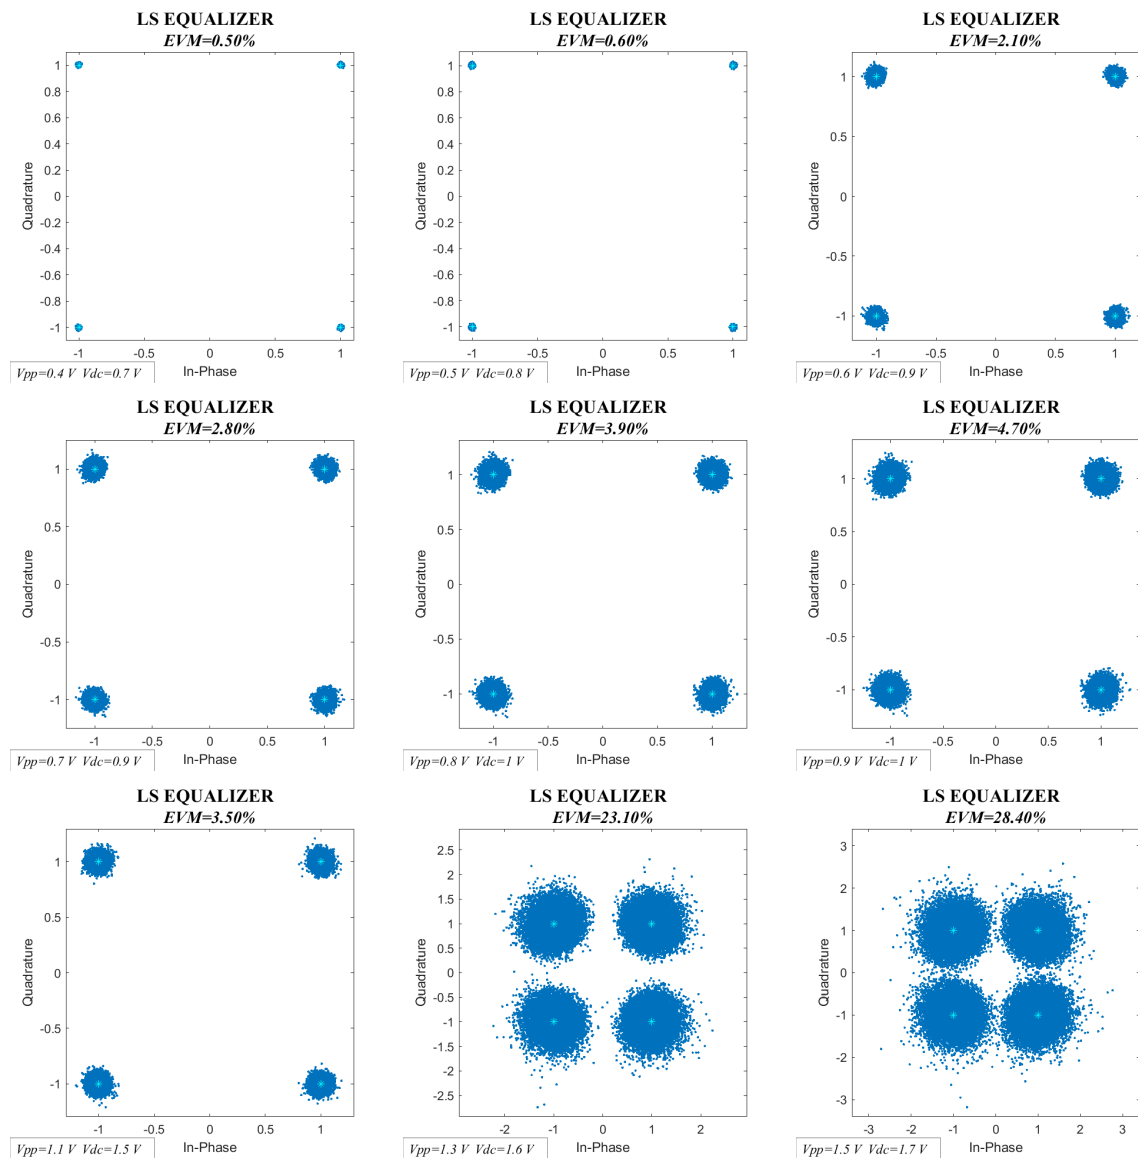 LS EQUALIZER
EVM=0.50%
1
0.8
0.6
0.4
0.2
0
-0.2
-0.4
-0.6
-0.8
-1
Quadrature
-1 -0.5 0 0.5 1
In-Phase
Vpp=0.4 V Vdc=0.7 V
LS EQUALIZER
EVM=0.60%
1
0.8
0.6
0.4
0.2
0
-0.2
-0.4
-0.6
-0.8
-1
Quadrature
-1 -0.5 0 0.5 1
In-Phase
Vpp=0.5 V Vdc=0.8 V
LS EQUALIZER
EVM=2.10%
1
0.5
0
-0.5
-1
Quadrature
-1 -0.5 0 0.5 1
In-Phase
Vpp=0.6 V Vdc=0.9 V
LS EQUALIZER
EVM=2.80%
1
0.5
0
-0.5
-1
Quadrature
-1 -0.5 0 0.5 1
In-Phase
Vpp=0.7 V Vdc=0.9 V
LS EQUALIZER
EVM=3.90%
1
0.5
0
-0.5
-1
Quadrature
-1 -0.5 0 0.5 1
In-Phase
Vpp=0.8 V Vdc=1 V
LS EQUALIZER
EVM=4.70%
1
0.5
0
-0.5
-1
Quadrature
-1 -0.5 0 0.5 1
In-Phase
Vpp=0.9 V Vdc=1 V
LS EQUALIZER
EVM=3.50%
1
0.5
0
-0.5
-1
Quadrature
-1 -0.5 0 0.5 1
In-Phase
Vpp=1.1 V Vdc=1.5 V
LS EQUALIZER
EVM=23.10%
2.5
2
1.5
1
0.5
0
-0.5
-1
-1.5
-2
-2.5
Quadrature
-2 -1 0 1 2
In-Phase
Vpp=1.3 V Vdc=1.6 V
LS EQUALIZER
EVM=28.40%
3
2
1
0
-1
-2
-3
Quadrature
-3 -2 -1 0 1 2 3
In-Phase
Vpp=1.5 V Vdc=1.7 V